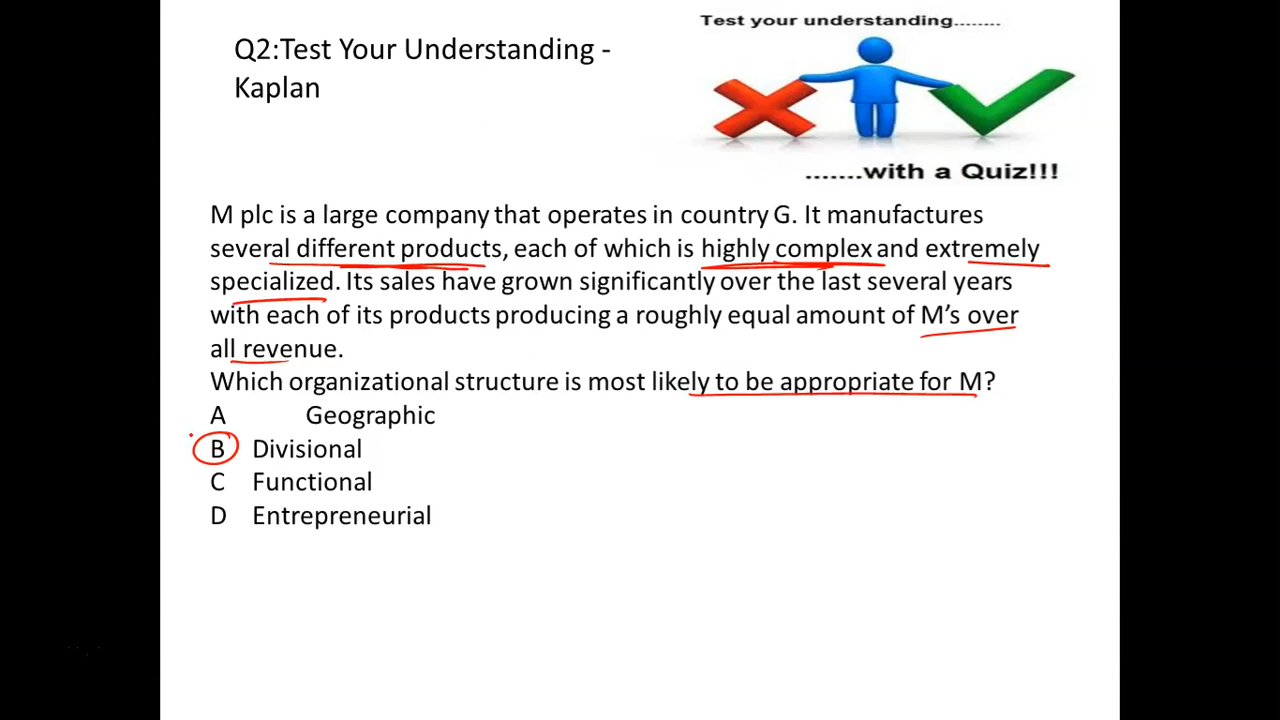 Test your understanding........
Q2:Test Your Understanding -
Kaplan
.......with a Quiz!!!
M plc is a large company that operates in country G. It manufactures
several different products, each of which is highly complex and extremely
specialized. Its sales have grown significantly over the last several years
with each of its products producing a roughly equal amount of M’s over
all revenue.
Which organizational structure is most likely to be appropriate for M?
A Geographic
B Divisional
C Functional
D Entrepreneurial